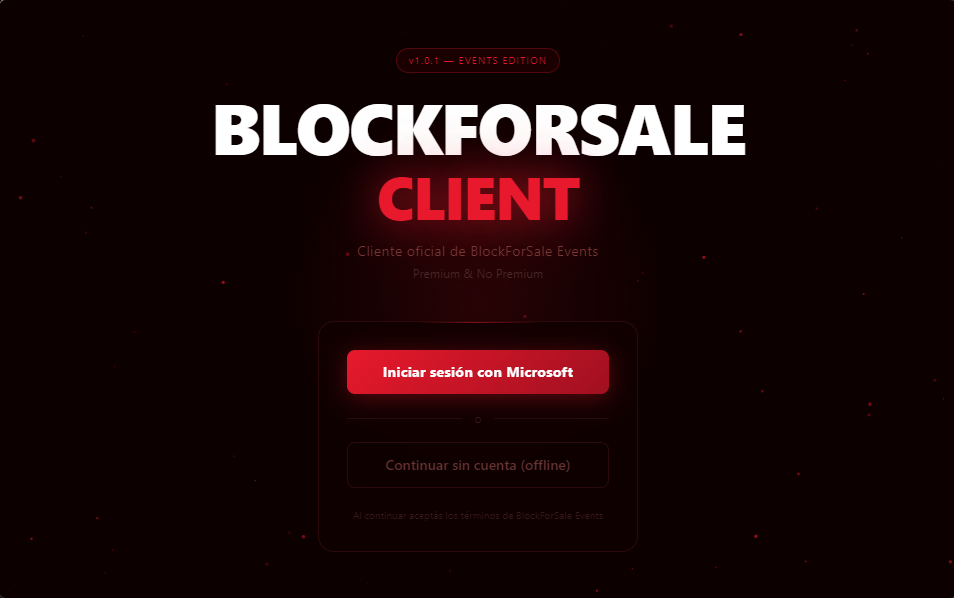 v1.0.1 — EVENTS EDITION
BLOCKFORSALE
CLIENT
Cliente oficial de BlockForSale Events
Premium & No Premium
Iniciar sesión con Microsoft
o
Continuar sin cuenta (offline)
Al continuar aceptás los términos de BlockForSale Events